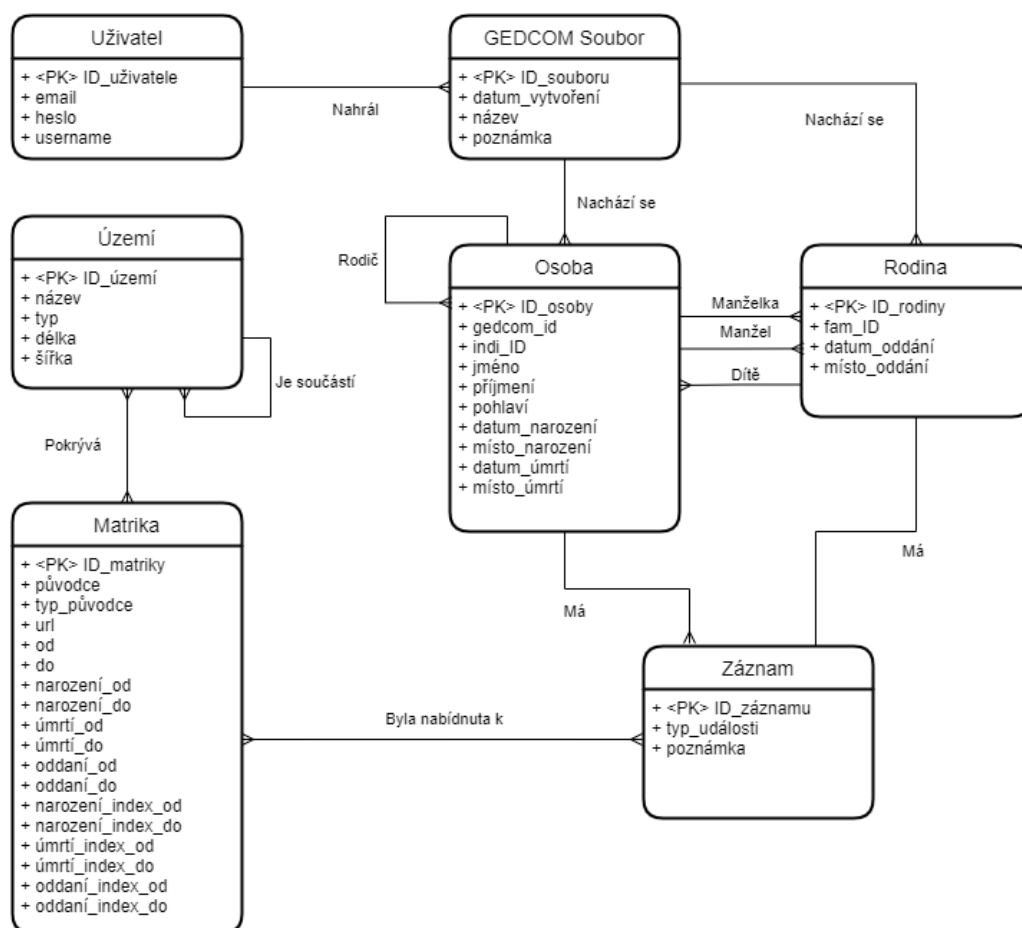 Uživatel
+ <PK> ID_uživatele
+ email
+ heslo
+ username
Nahrál
GEDCOM Soubor
+ <PK> ID_souboru
+ datum_vytvoření
+ název
+ poznámka
Nachází se
Nachází se
Území
+ <PK> ID_území
+ název
+ typ
+ délka
+ šířka
Je součástí
Pokrývá
Rodič
Osoba
+ <PK> ID_osoby
+ gedcom_id
+ indi_ID
+ jméno
+ příjmení
+ pohlaví
+ datum_narození
+ místo_narození
+ datum_úmrtí
+ místo_úmrtí
Manželka
Manžel
Dítě
Rodina
+ <PK> ID_rodiny
+ fam_ID
+ datum_oddání
+ místo_oddání
Má
Má
Matrika
+ <PK> ID_matriky
+ původce
+ typ_původce
+ url
+ od
+ do
+ narození_od
+ narození_do
+ úmrtí_od
+ úmrtí_do
+ oddaní_od
+ oddaní_do
+ narození_index_od
+ narození_index_do
+ úmrtí_index_od
+ úmrtí_index_do
+ oddaní_index_od
+ oddaní_index_do
Byla nabídnuta k
Záznam
+ <PK> ID_záznamu
+ typ_události
+ poznámka